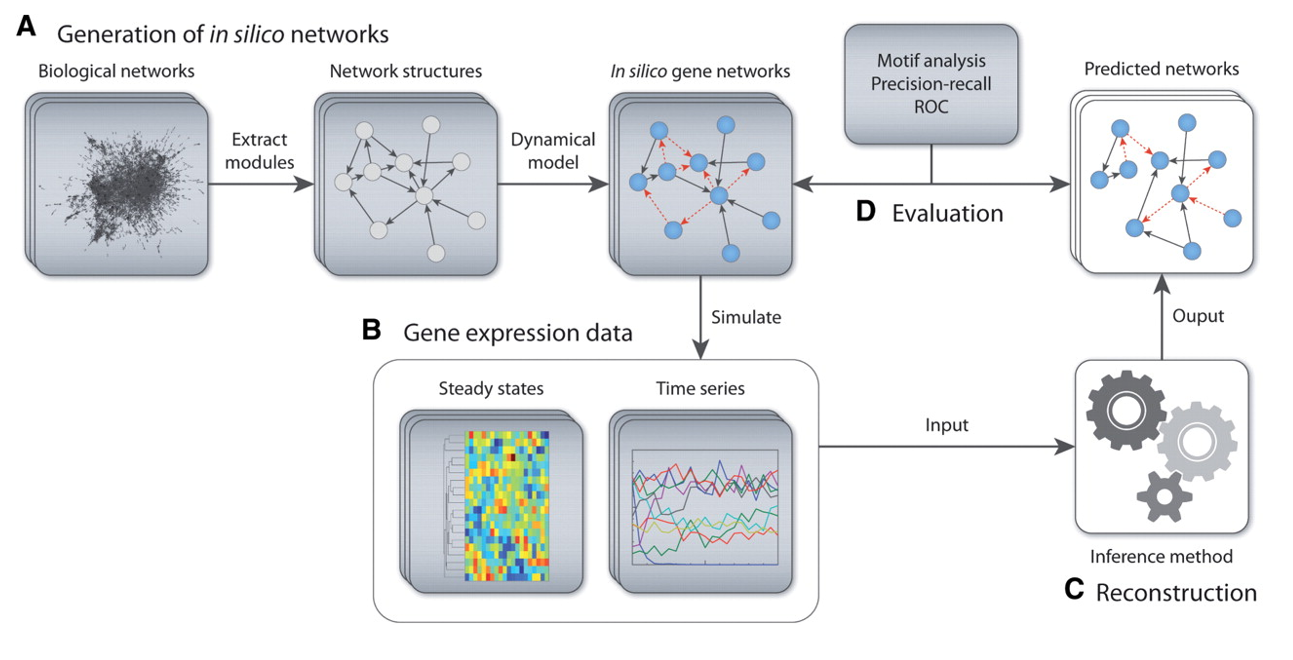 A Generation of in silico networks
Biological networks
Network structures
In silico gene networks
Motif analysis
Precision-recall
ROC
Predicted networks
Extract
modules
Dynamical
model
D Evaluation
Simulate
B Gene expression data
Steady states
Time series
Input
Ouput
Inference method
C Reconstruction